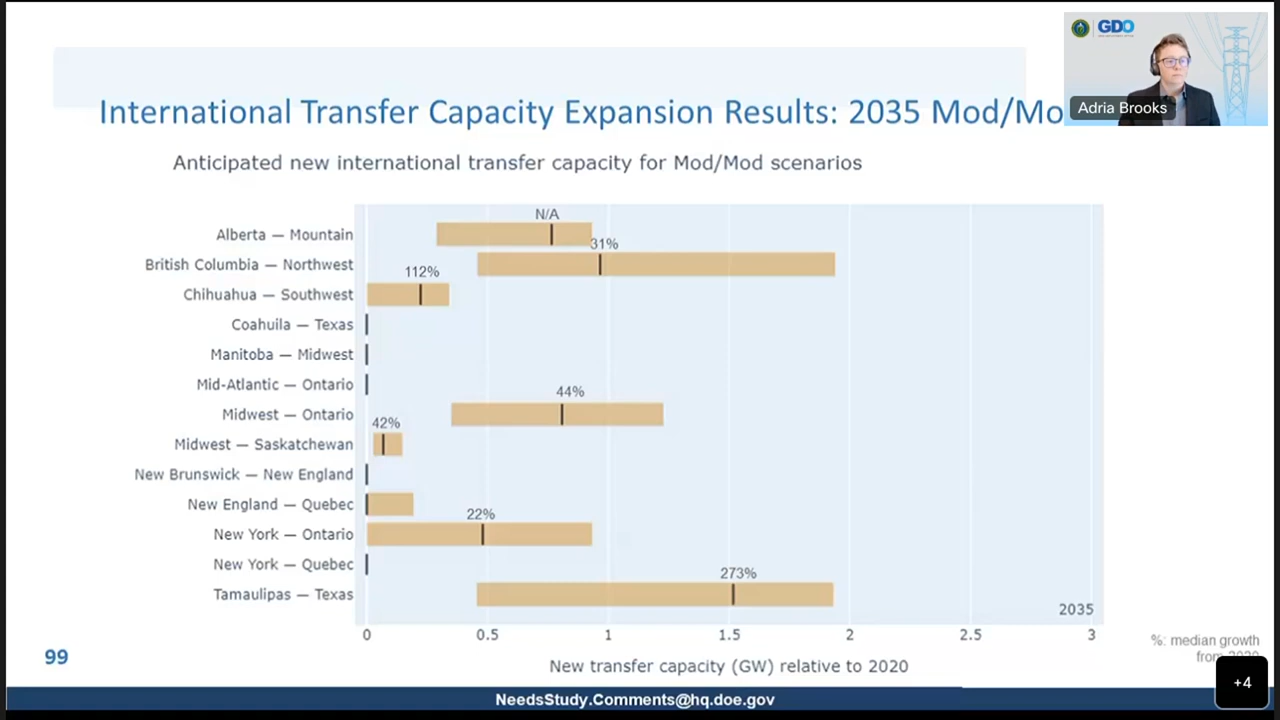 GDO
Adria Brooks
International Transfer Capacity Expansion Results: 2035 Mod/Mo
Anticipated new international transfer capacity for Mod/Mod scenarios
N/A
Alberta — Mountain
31%
British Columbia — Northwest
112%
Chihuahua — Southwest
Coahuila — Texas
Manitoba — Midwest
Mid-Atlantic — Ontario
44%
Midwest — Ontario
42%
Midwest — Saskatchewan
New Brunswick — New England
New England — Quebec
22%
New York — Ontario
New York — Quebec
273%
Tamaulipas — Texas
2035
0 0.5 1 1.5 2 2.5 3
New transfer capacity (GW) relative to 2020
%: median growth
from
99
+4
NeedsStudy.Comments@hq.doe.gov